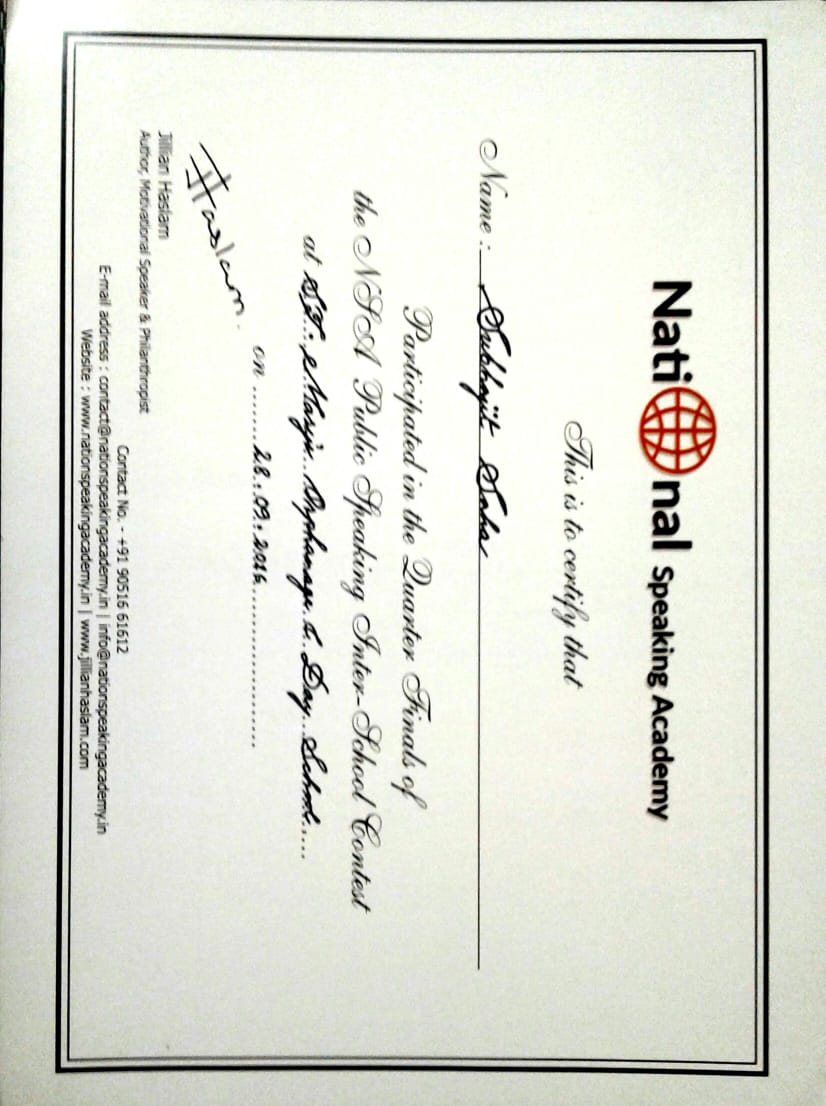 National Speaking Academy
This is to certify that
Name : Subhajit Saha
Participated in the Quarter Finals of
the NSA Public Speaking Inter-School Contest
at ST. Mary's Orphanage & Day School
on 28.09.2016
JHaslam
Jillian Haslam
Author, Motivational Speaker & Philanthropist
Contact No. - +91 90516 61612
E-mail address : contact@nationspeakingacademy.in | info@nationspeakingacademy.in
Website : www.nationspeakingacademy.in | www.jillianhaslam.com